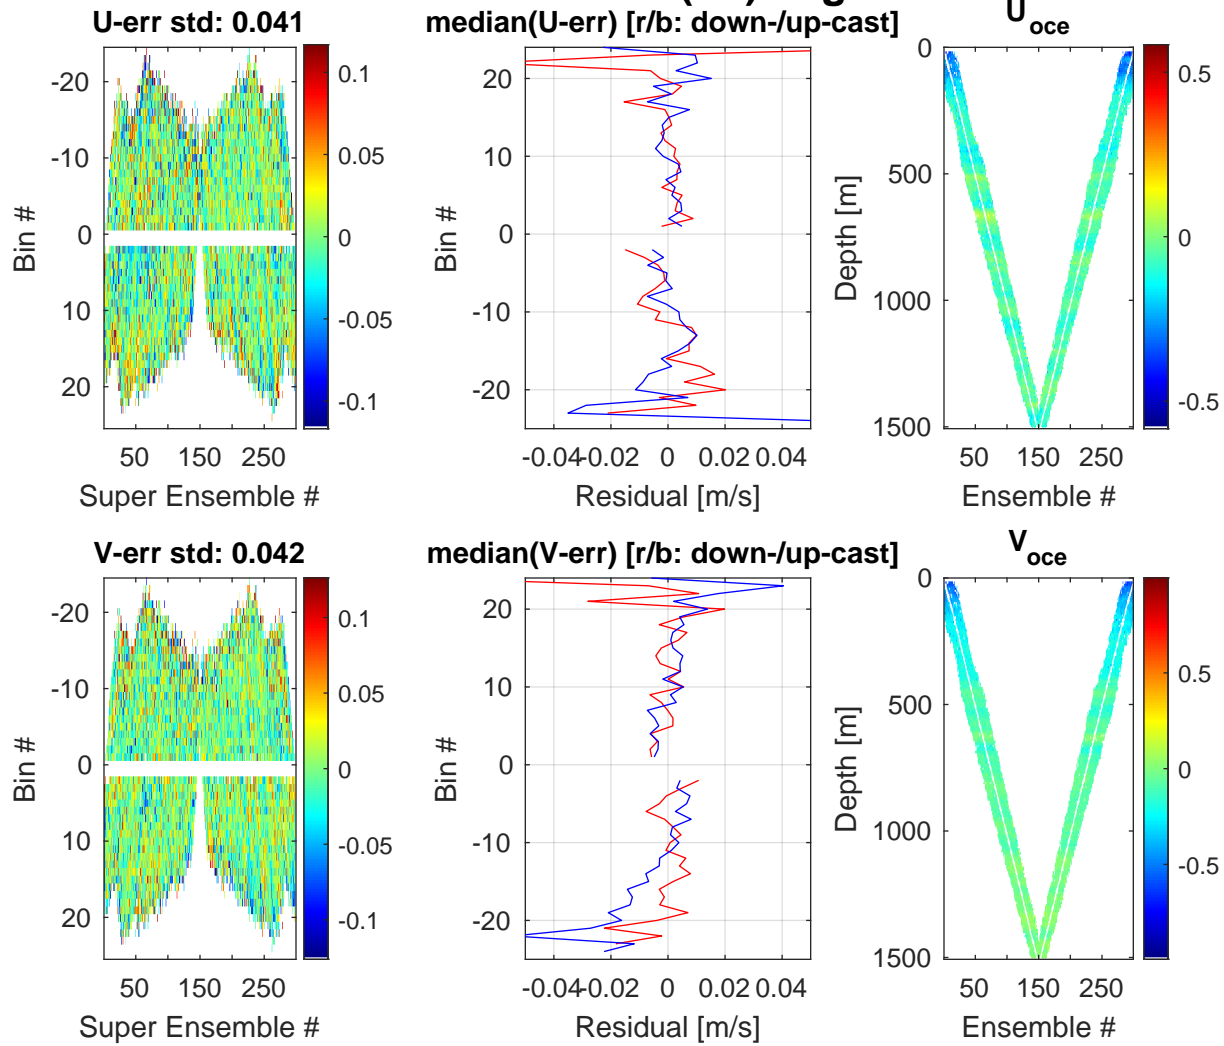 U-err std: 0.041
median(U-err) [r/b: down-/up-cast]
U oce
-20
-10
0
10
20
Bin #
50 150 250
Super Ensemble #
0.1
0.05
0
-0.05
-0.1
20
10
0
-10
-20
Bin #
-0.04 -0.02 0 0.02 0.04
Residual [m/s]
0
500
1000
1500
Depth [m]
50 150 250
Ensemble #
0.5
0
-0.5
V-err std: 0.042
median(V-err) [r/b: down-/up-cast]
V oce
-20
-10
0
10
20
Bin #
50 150 250
Super Ensemble #
0.1
0.05
0
-0.05
-0.1
20
10
0
-10
-20
Bin #
-0.04 -0.02 0 0.02 0.04
Residual [m/s]
0
500
1000
1500
Depth [m]
50 150 250
Ensemble #
0.5
0
-0.5